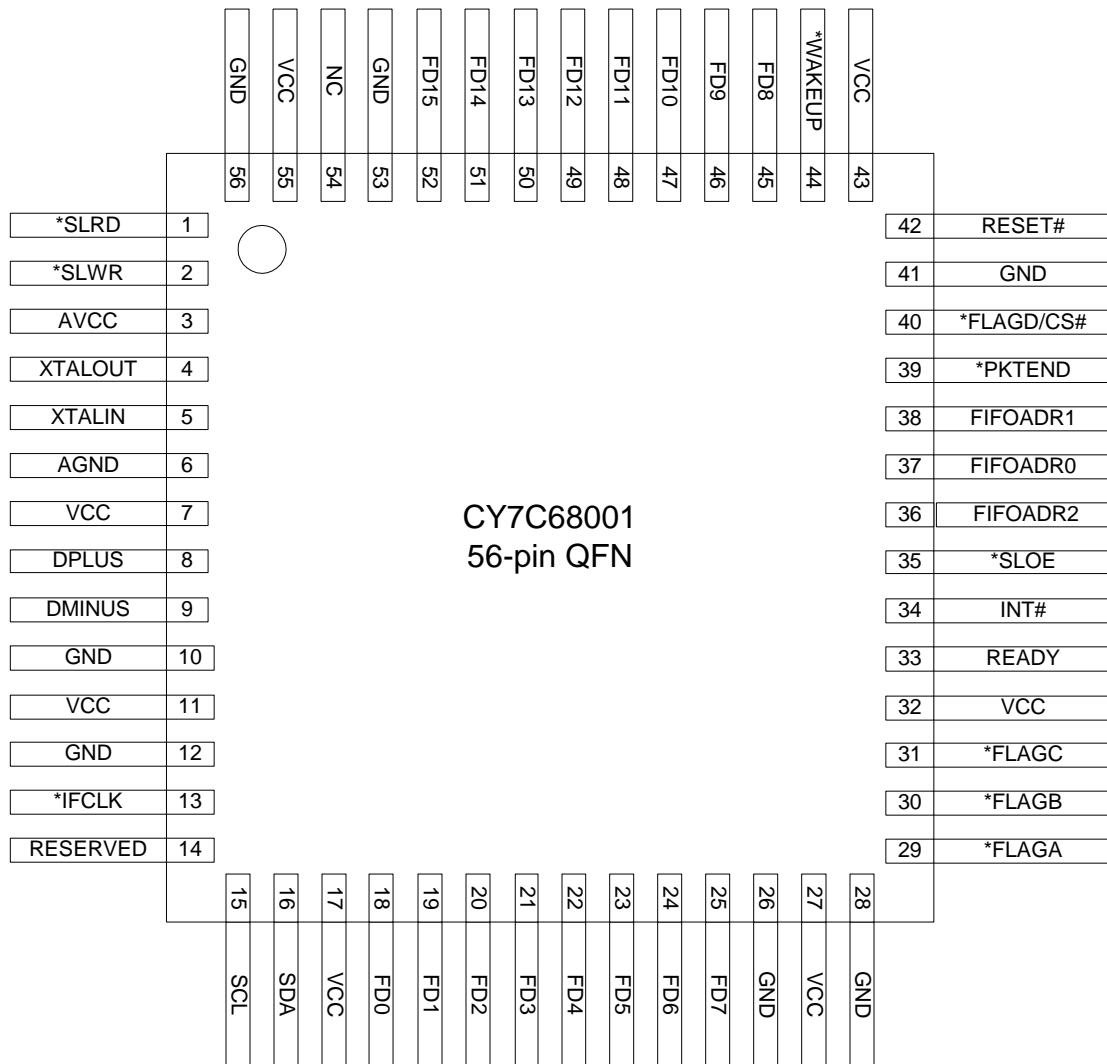 GND
VCC
NC
GND
FD15
FD14
FD13
FD12
FD11
FD10
FD9
FD8
*WAKEUP
VCC
56
55
54
53
52
51
50
49
48
47
46
45
44
43
*SLRD 1
*SLWR 2
AVCC 3
XTALOUT 4
XTALIN 5
AGND 6
VCC 7
DPLUS 8
DMINUS 9
GND 10
VCC 11
GND 12
*IFCLK 13
RESERVED 14
CY7C68001
56-pin QFN
42 RESET#
41 GND
40 *FLAGD/CS#
39 *PKTEND
38 FIFOADR1
37 FIFOADR0
36 FIFOADR2
35 *SLOE
34 INT#
33 READY
32 VCC
31 *FLAGC
30 *FLAGB
29 *FLAGA
15
16
17
18
19
20
21
22
23
24
25
26
27
28
SCL
SDA
VCC
FD0
FD1
FD2
FD3
FD4
FD5
FD6
FD7
GND
VCC
GND